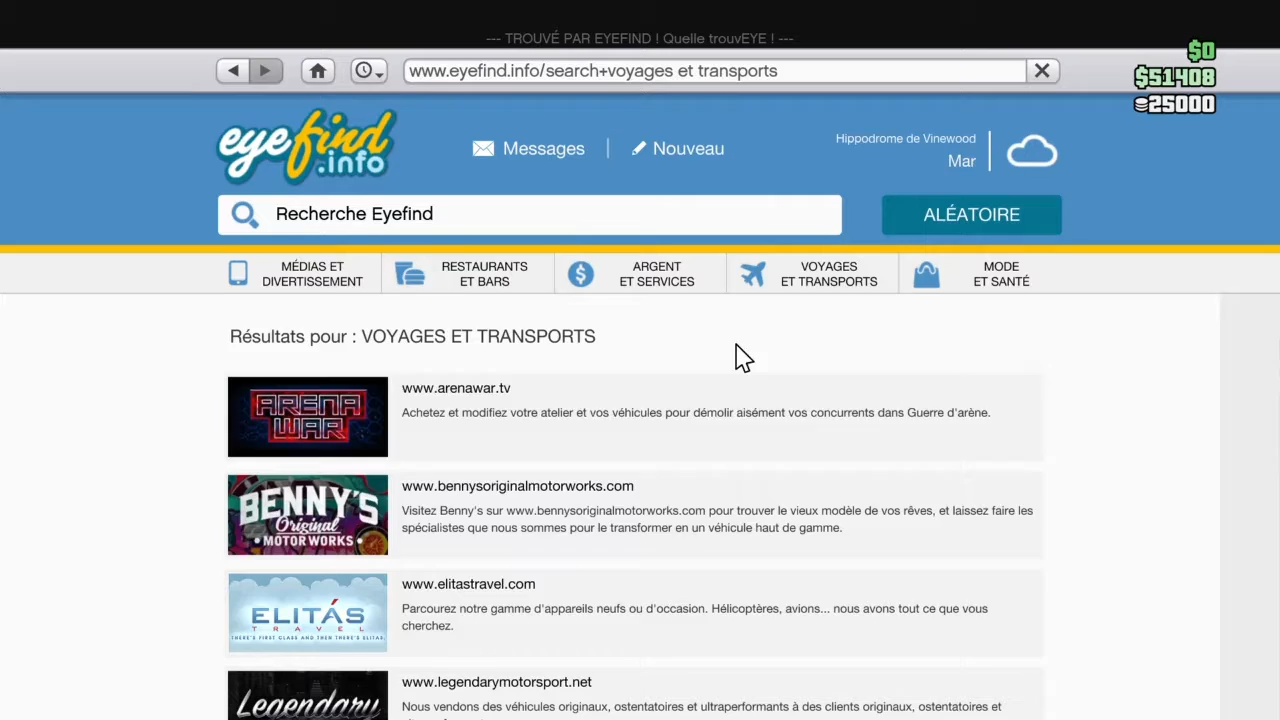 --- TROUVÉ PAR EYEFIND ! Quelle trouvEYE ! ---
$0
www.eyefind.info/search+voyages et transports
$51408
25000
eyefind
.info
Messages
Nouveau
Hippodrome de Vinewood
Mar
Recherche Eyefind
ALÉATOIRE
MÉDIAS ET
DIVERTISSEMENT
RESTAURANTS
ET BARS
ARGENT
ET SERVICES
VOYAGES
ET TRANSPORTS
MODE
ET SANTÉ
Résultats pour : VOYAGES ET TRANSPORTS
ARENA
WAR
www.arenawar.tv
Achetez et modifiez votre atelier et vos véhicules pour démolir aisément vos concurrents dans Guerre d'arène.
BENNY'S
Original
MOTOR WORKS
www.bennysoriginalmotorworks.com
Visitez Benny's sur www.bennysoriginalmotorworks.com pour trouver le vieux modèle de vos rêves, et laissez faire les
spécialistes que nous sommes pour le transformer en un véhicule haut de gamme.
ELITÁS
TRAVEL
THERE'S FIRST CLASS AND THEN THERE'S ELITAS
www.elitastravel.com
Parcourez notre gamme d'appareils neufs ou d'occasion. Hélicoptères, avions... nous avons tout ce que vous
cherchez.
Legendary
www.legendarymotorsport.net
Nous vendons des véhicules originaux, ostentatoires et ultraperformants à des clients originaux, ostentatoires et